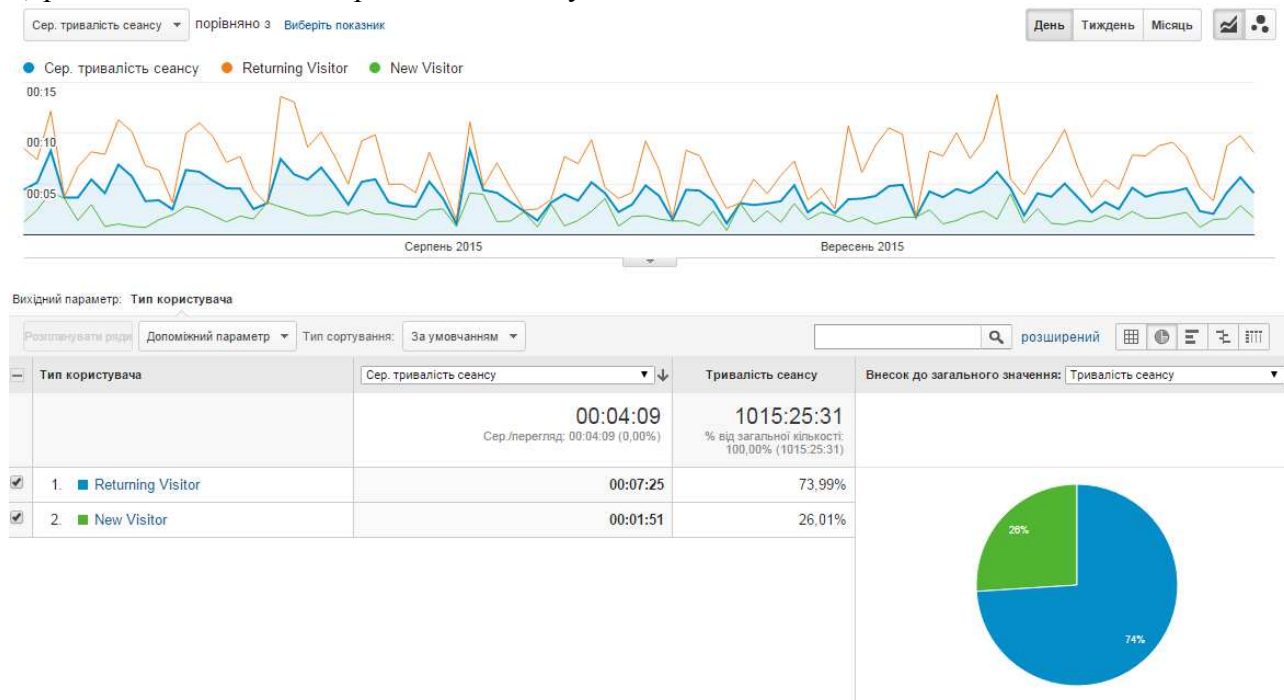 Сер. тривалість сеансу порівняно з Виберіть показник День Тиждень Місяць
Сер. тривалість сеансу Returning Visitor New Visitor
00:15
00:10
00:05
Серпень 2015 Вересень 2015
Вихідний параметр: Тип користувача
Допоміжний параметр Тип сортування: За умовчанням розширений
Тип користувача Сер. тривалість сеансу Тривалість сеансу Внесок до загального значення: Тривалість сеансу
00:04:09 1015:25:31
Сер./перегляд: 00:04:09 (0,00%) % від загальної кількості:
100,00% (1015:25:31)
1. Returning Visitor 00:07:25 73,99%
2. New Visitor 00:01:51 26,01%
26%
74%